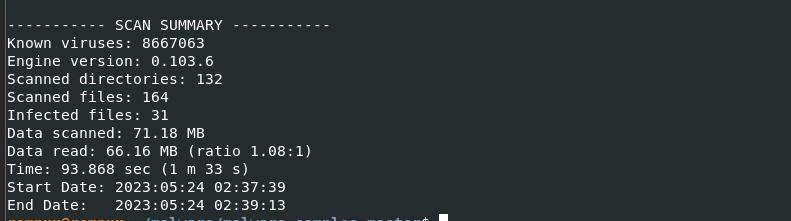 ----------- SCAN SUMMARY -----------
Known viruses: 8667063
Engine version: 0.103.6
Scanned directories: 132
Scanned files: 164
Infected files: 31
Data scanned: 71.18 MB
Data read: 66.16 MB (ratio 1.08:1)
Time: 93.868 sec (1 m 33 s)
Start Date: 2023:05:24 02:37:39
End Date:   2023:05:24 02:39:13